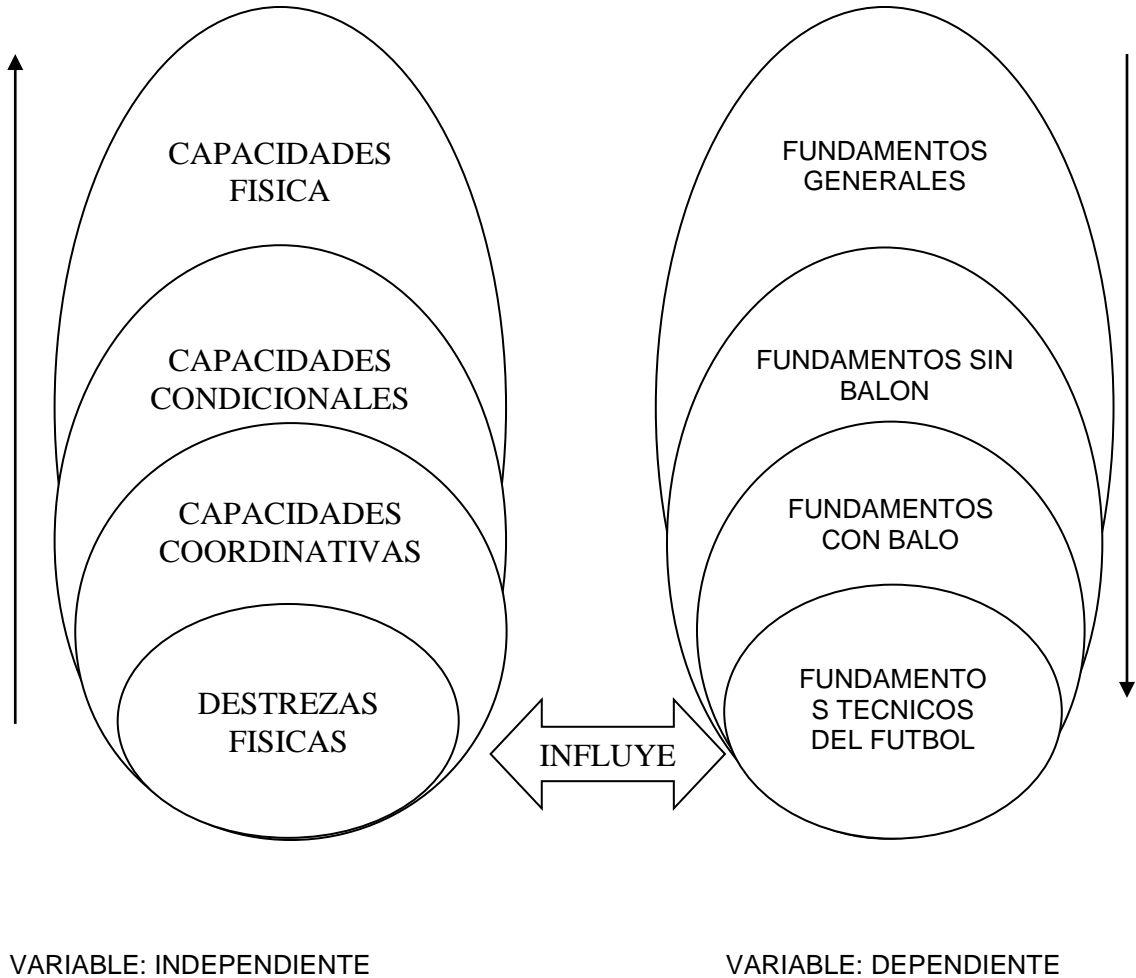 CAPACIDADES
FISICA
CAPACIDADES
CONDICIONALES
CAPACIDADES
COORDINATIVAS
DESTREZAS
FISICAS
INFLUYE
FUNDAMENTOS
GENERALES
FUNDAMENTOS SIN
BALON
FUNDAMENTOS
CON BALO
FUNDAMENTO
S TECNICOS
DEL FUTBOL
VARIABLE: INDEPENDIENTE
VARIABLE: DEPENDIENTE